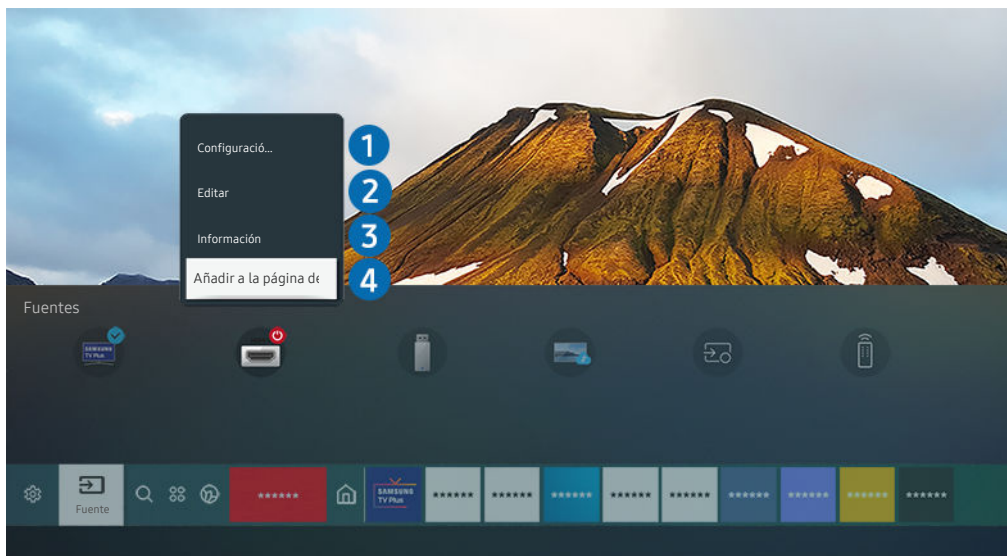 Configuració...
1
Editar
2
Información
3
Añadir a la página de
4
Fuentes
SAMSUNG
TV Plus
Fuente
******
SAMSUNG
TV Plus
******
******
******
******
******
******
******
******
******